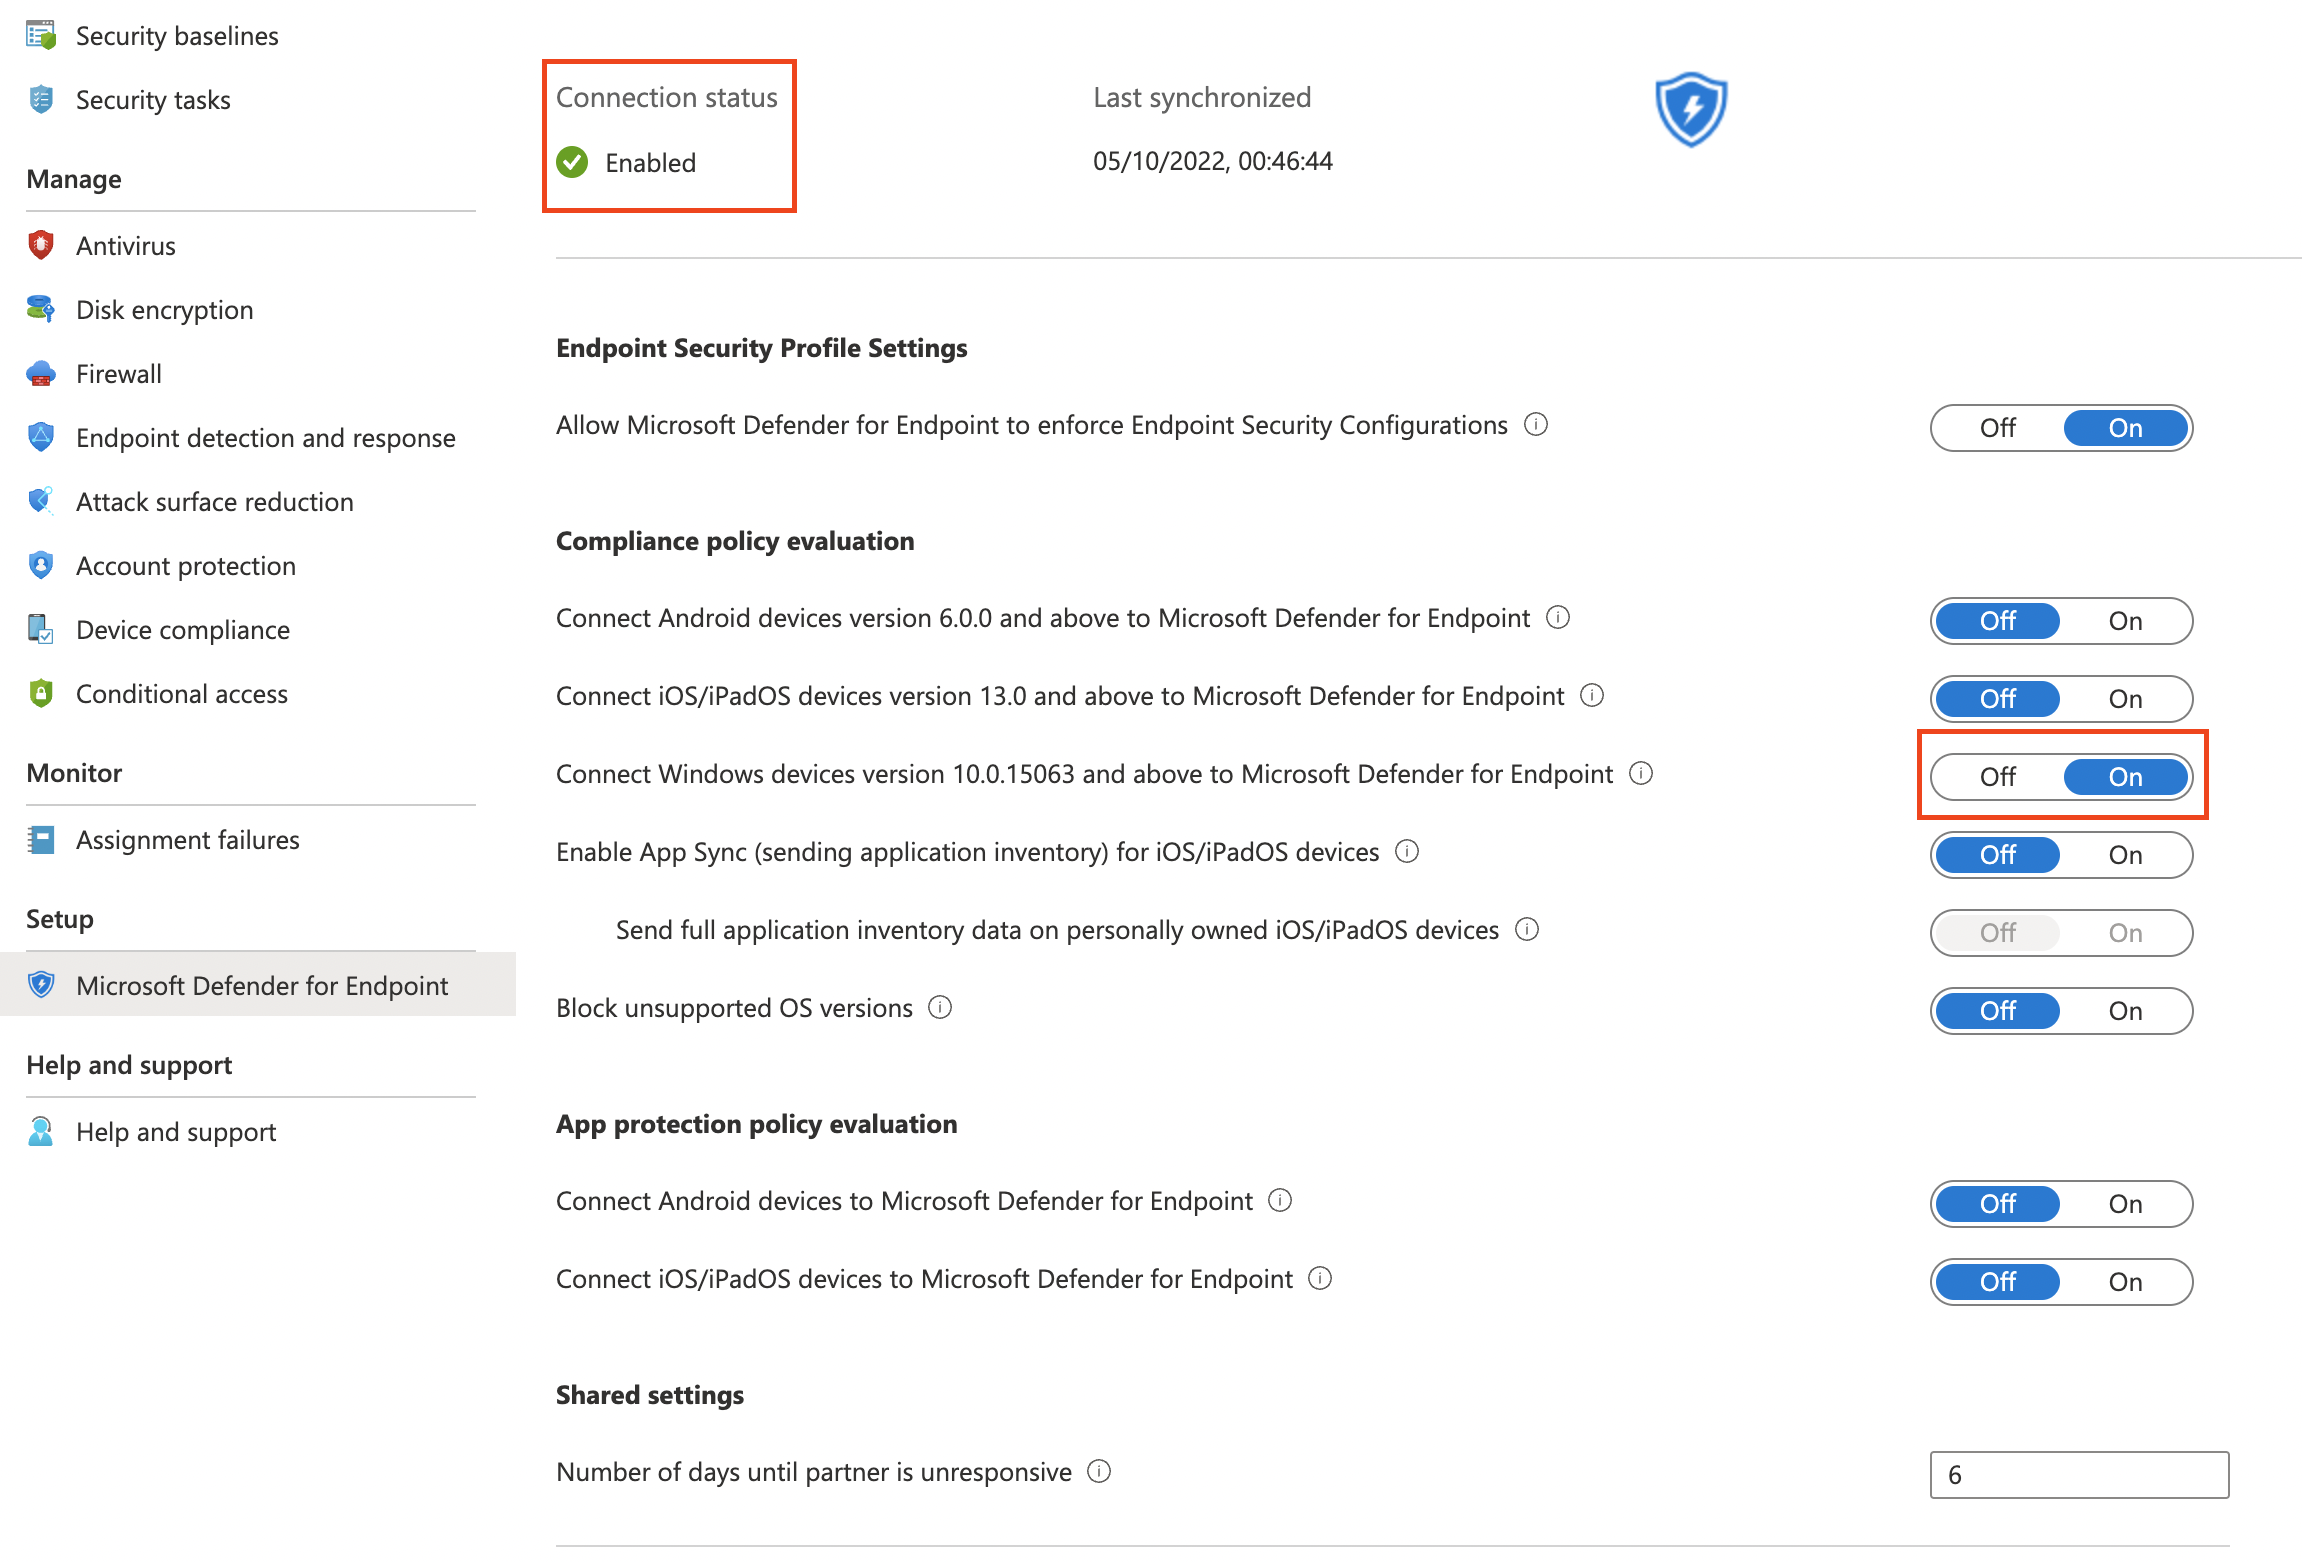 Security baselines
Security tasks
Manage
Antivirus
Disk encryption
Firewall
Endpoint detection and response
Attack surface reduction
Account protection
Device compliance
Conditional access
Monitor
Assignment failures
Setup
Microsoft Defender for Endpoint
Help and support
Help and support
Connection status
Enabled
Last synchronized
05/10/2022, 00:46:44
Endpoint Security Profile Settings
Allow Microsoft Defender for Endpoint to enforce Endpoint Security Configurations Off On
Compliance policy evaluation
Connect Android devices version 6.0.0 and above to Microsoft Defender for Endpoint Off On
Connect iOS/iPadOS devices version 13.0 and above to Microsoft Defender for Endpoint Off On
Connect Windows devices version 10.0.15063 and above to Microsoft Defender for Endpoint Off On
Enable App Sync (sending application inventory) for iOS/iPadOS devices Off On
Send full application inventory data on personally owned iOS/iPadOS devices Off On
Block unsupported OS versions Off On
App protection policy evaluation
Connect Android devices to Microsoft Defender for Endpoint Off On
Connect iOS/iPadOS devices to Microsoft Defender for Endpoint Off On
Shared settings
Number of days until partner is unresponsive 6